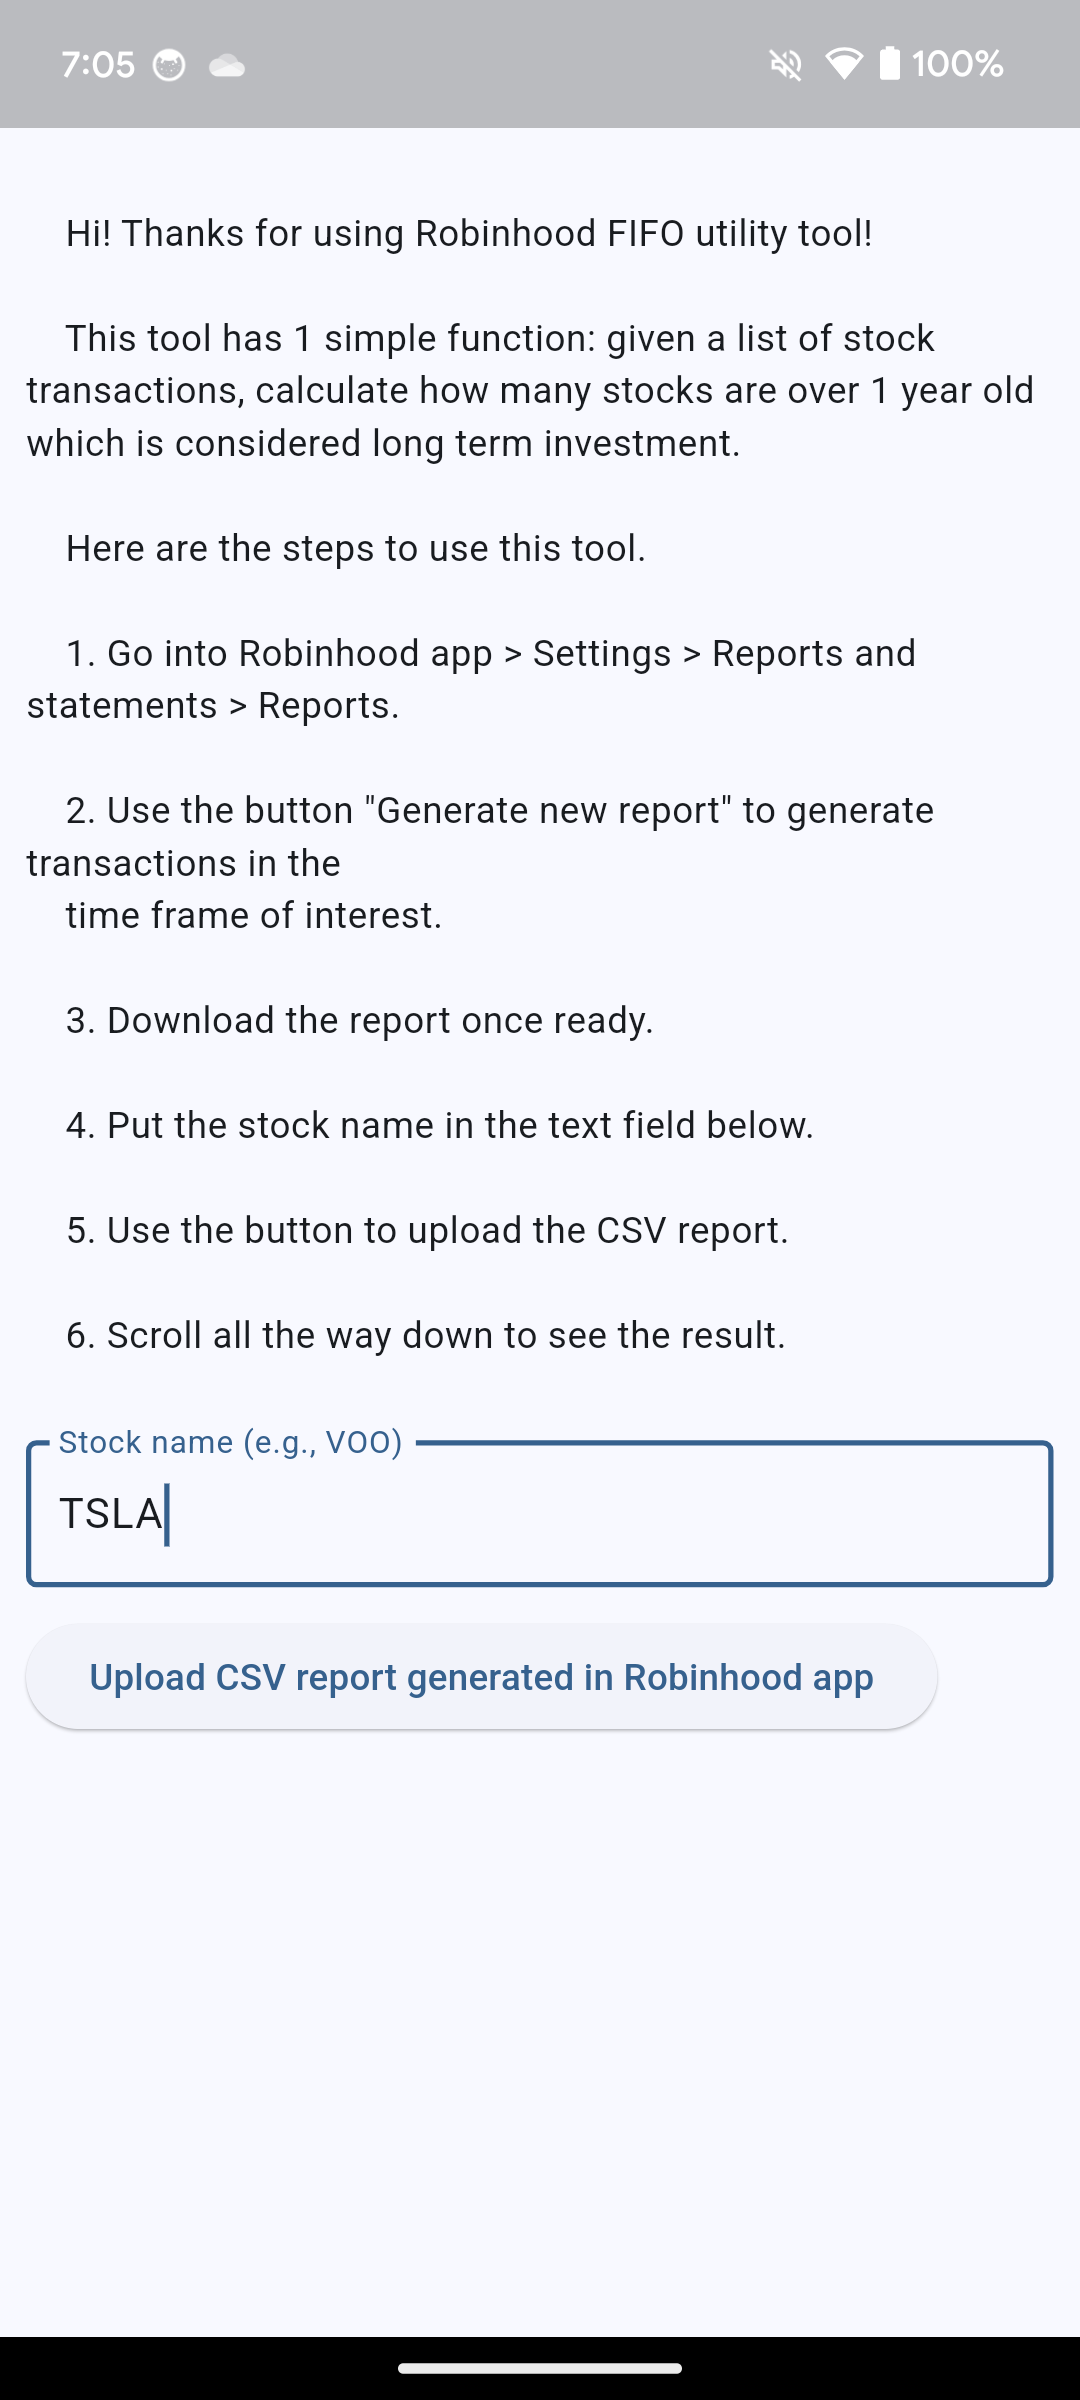 7:05
100%
Hi! Thanks for using Robinhood FIFO utility tool!
This tool has 1 simple function: given a list of stock
transactions, calculate how many stocks are over 1 year old
which is considered long term investment.
Here are the steps to use this tool.
1. Go into Robinhood app > Settings > Reports and
statements > Reports.
2. Use the button "Generate new report" to generate
transactions in the
time frame of interest.
3. Download the report once ready.
4. Put the stock name in the text field below.
5. Use the button to upload the CSV report.
6. Scroll all the way down to see the result.
Stock name (e.g., VOO)
TSLA
Upload CSV report generated in Robinhood app